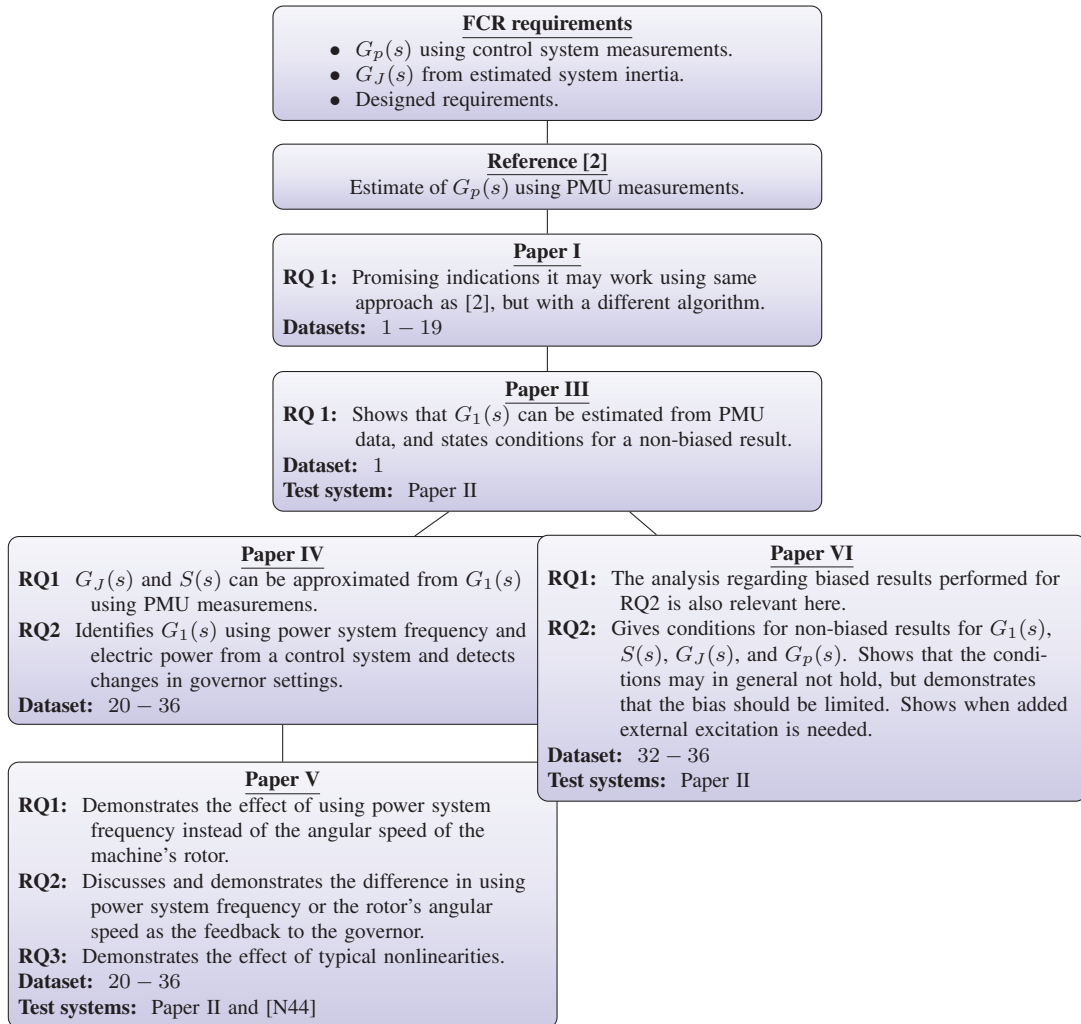 FCR requirements
• G_p(s) using control system measurements.
• G_J(s) from estimated system inertia.
• Designed requirements.
Reference [2]
Estimate of G_p(s) using PMU measurements.
Paper I
RQ 1: Promising indications it may work using same
approach as [2], but with a different algorithm.
Datasets: 1 – 19
Paper III
RQ 1: Shows that G_1(s) can be estimated from PMU
data, and states conditions for a non-biased result.
Dataset: 1
Test system: Paper II
Paper IV
RQ1 G_J(s) and S(s) can be approximated from G_1(s)
using PMU measuremens.
RQ2 Identifies G_1(s) using power system frequency and
electric power from a control system and detects
changes in governor settings.
Dataset: 20 – 36
Paper VI
RQ1: The analysis regarding biased results performed for
RQ2 is also relevant here.
RQ2: Gives conditions for non-biased results for G_1(s),
S(s), G_J(s), and G_p(s). Shows that the condi-
tions may in general not hold, but demonstrates
that the bias should be limited. Shows when added
external excitation is needed.
Dataset: 32 – 36
Test systems: Paper II
Paper V
RQ1: Demonstrates the effect of using power system
frequency instead of the angular speed of the
machine's rotor.
RQ2: Discusses and demonstrates the difference in using
power system frequency or the rotor's angular
speed as the feedback to the governor.
RQ3: Demonstrates the effect of typical nonlinearities.
Dataset: 20 – 36
Test systems: Paper II and [N44]